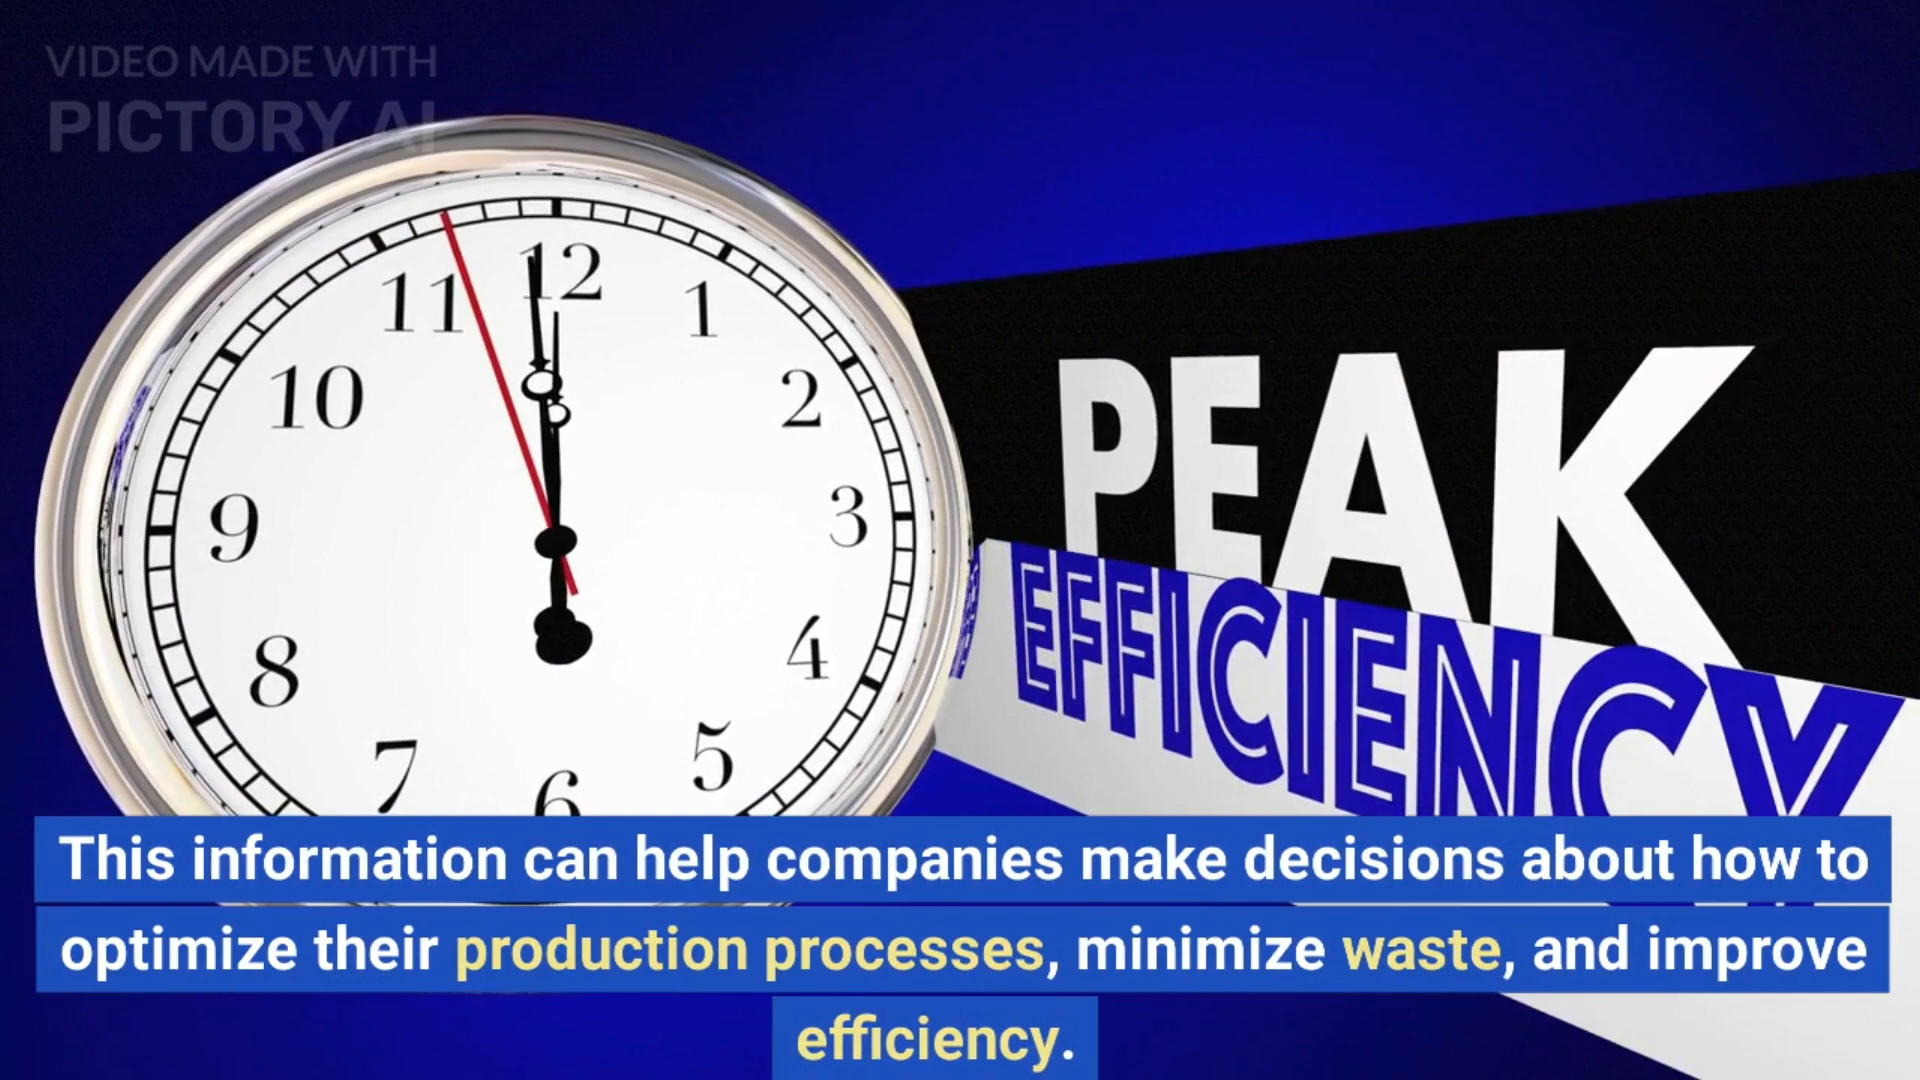 VIDEO MADE WITH
PICTORY AI
12
1
2
3
4
5
6
7
8
9
10
11
PEAK
EFFICIENCY
This information can help companies make decisions about how to
optimize their production processes, minimize waste, and improve
efficiency.